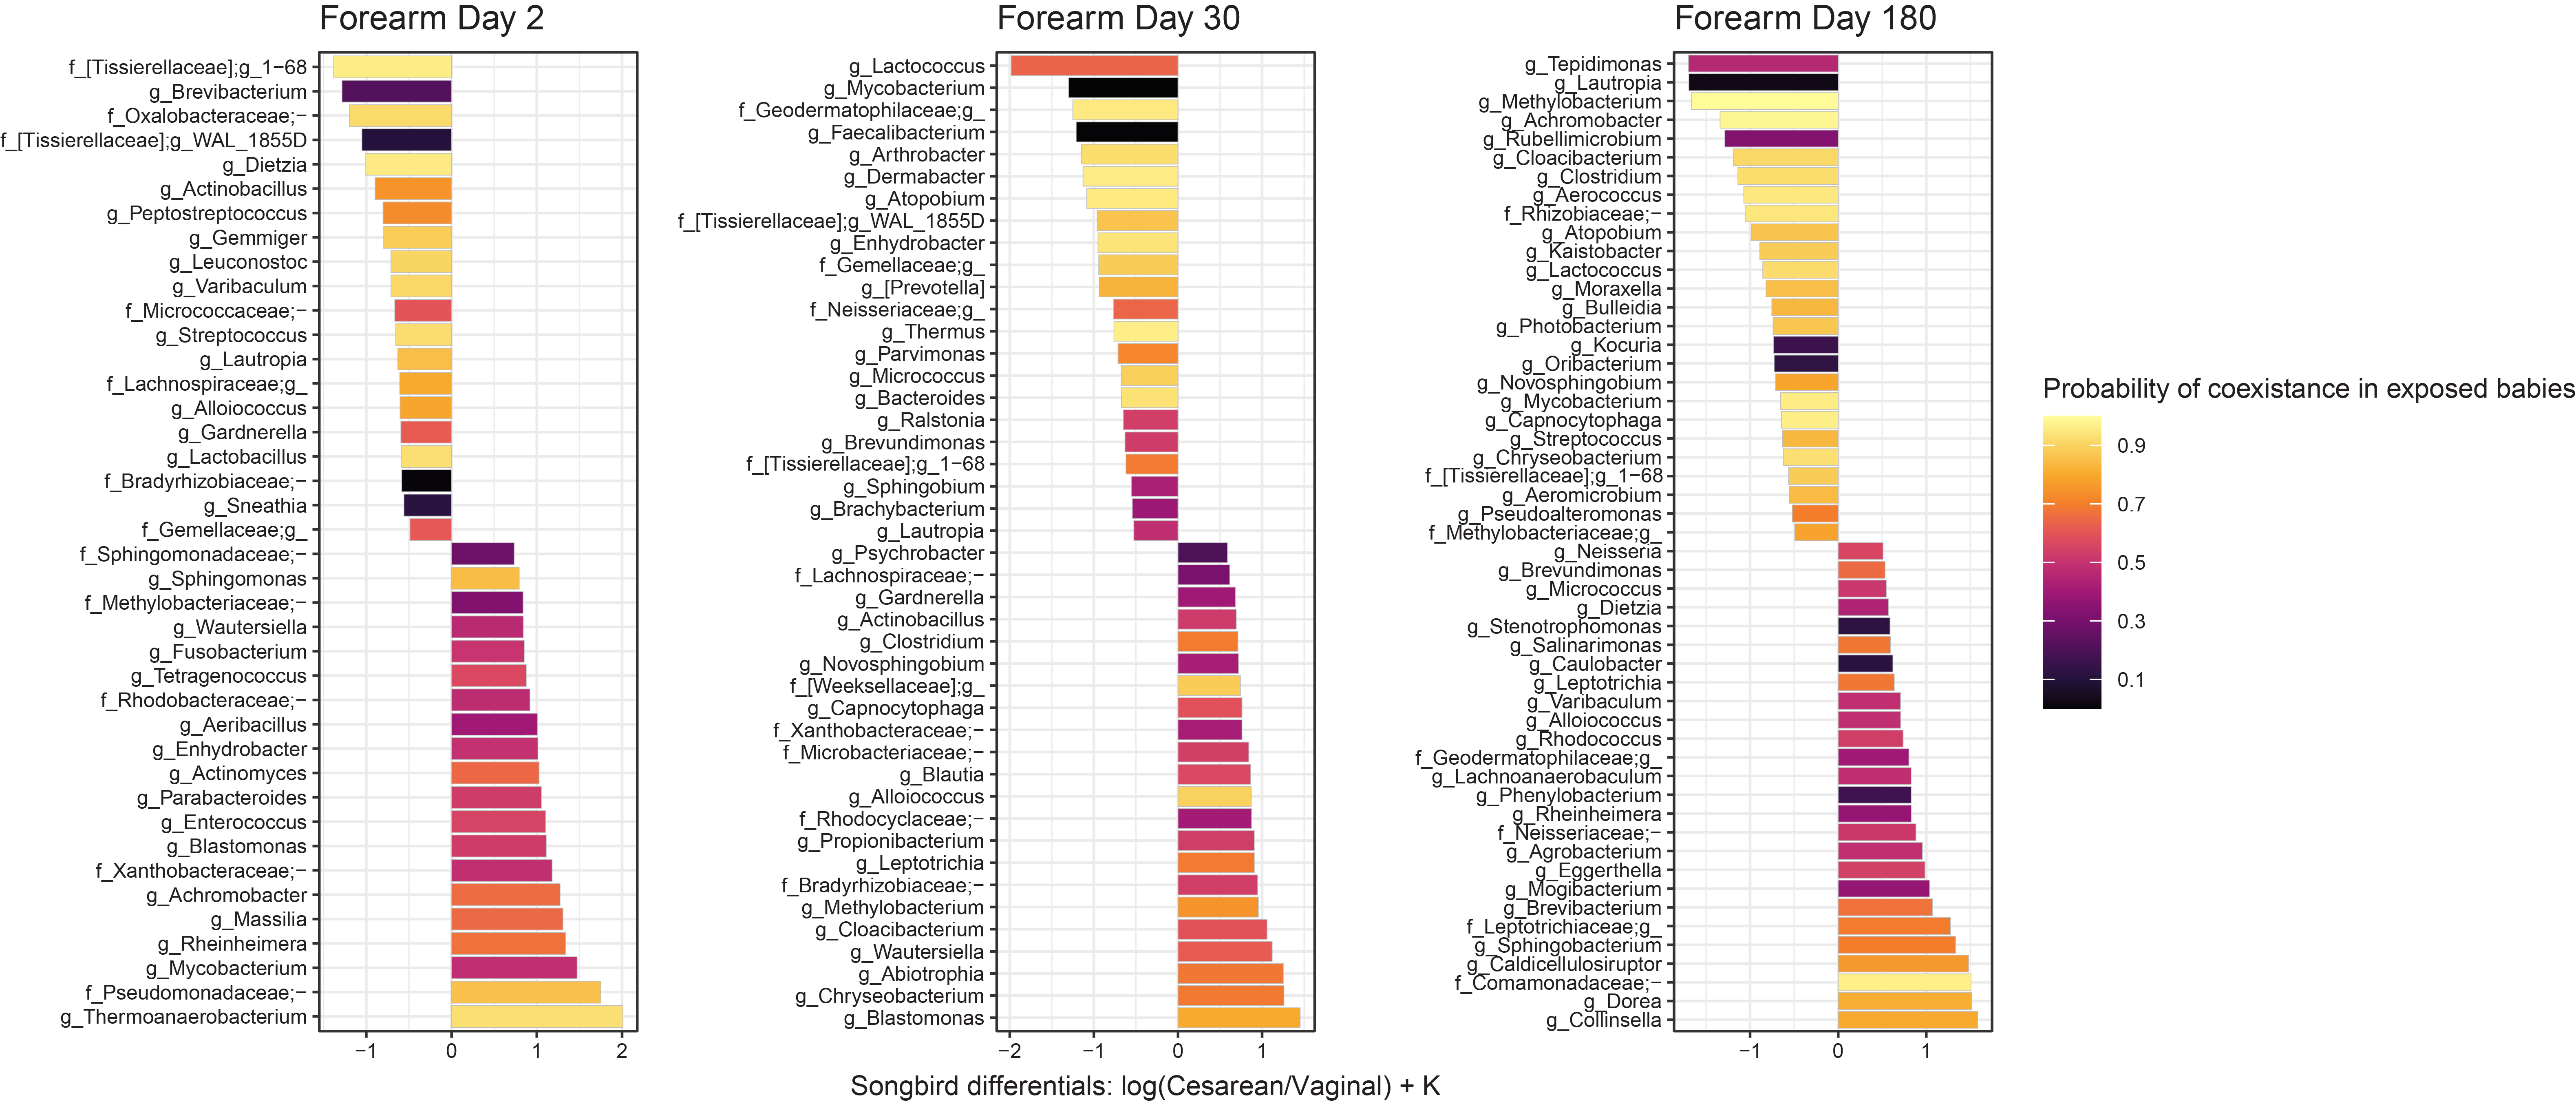 Forearm Day 2
f_[Tissierellaceae];g_1−68
g_Brevibacterium
f_Oxalobacteraceae;−
f_[Tissierellaceae];g_WAL_1855D
g_Dietzia
g_Actinobacillus
g_Peptostreptococcus
g_Gemmiger
g_Leuconostoc
g_Varibaculum
f_Micrococcaceae;−
g_Streptococcus
g_Lautropia
f_Lachnospiraceae;g_
g_Alloiococcus
g_Gardnerella
g_Lactobacillus
f_Bradyrhizobiaceae;−
g_Sneathia
f_Gemellaceae;g_
f_Sphingomonadaceae;−
g_Sphingomonas
f_Methylobacteriaceae;−
g_Wautersiella
g_Fusobacterium
g_Tetragenococcus
f_Rhodobacteraceae;−
g_Aeribacillus
g_Enhydrobacter
g_Actinomyces
g_Parabacteroides
g_Enterococcus
g_Blastomonas
f_Xanthobacteraceae;−
g_Achromobacter
g_Massilia
g_Rheinheimera
g_Mycobacterium
f_Pseudomonadaceae;−
g_Thermoanaerobacterium
−1 0 1 2
Forearm Day 30
g_Lactococcus
g_Mycobacterium
f_Geodermatophilaceae;g_
g_Faecalibacterium
g_Arthrobacter
g_Dermabacter
g_Atopobium
f_[Tissierellaceae];g_WAL_1855D
g_Enhydrobacter
f_Gemellaceae;g_
g_[Prevotella]
f_Neisseriaceae;g_
g_Thermus
g_Parvimonas
g_Micrococcus
g_Bacteroides
g_Ralstonia
g_Brevundimonas
f_[Tissierellaceae];g_1−68
g_Sphingobium
g_Brachybacterium
g_Lautropia
g_Psychrobacter
f_Lachnospiraceae;−
g_Gardnerella
g_Actinobacillus
g_Clostridium
g_Novosphingobium
f_[Weeksellaceae];g_
g_Capnocytophaga
f_Xanthobacteraceae;−
f_Microbacteriaceae;−
g_Blautia
g_Alloiococcus
f_Rhodocyclaceae;−
g_Propionibacterium
g_Leptotrichia
f_Bradyrhizobiaceae;−
g_Methylobacterium
g_Cloacibacterium
g_Wautersiella
g_Abiotrophia
g_Chryseobacterium
g_Blastomonas
−2 −1 0 1
Forearm Day 180
g_Tepidimonas
g_Lautropia
g_Methylobacterium
g_Achromobacter
g_Rubellimicrobium
g_Cloacibacterium
g_Clostridium
g_Aerococcus
f_Rhizobiaceae;−
g_Atopobium
g_Kaistobacter
g_Lactococcus
g_Moraxella
g_Bulleidia
g_Photobacterium
g_Kocuria
g_Oribacterium
g_Novosphingobium
g_Mycobacterium
g_Capnocytophaga
g_Streptococcus
g_Chryseobacterium
f_[Tissierellaceae];g_1−68
g_Aeromicrobium
g_Pseudoalteromonas
f_Methylobacteriaceae;g_
g_Neisseria
g_Brevundimonas
g_Micrococcus
g_Dietzia
g_Stenotrophomonas
g_Salinarimonas
g_Caulobacter
g_Leptotrichia
g_Varibaculum
g_Alloiococcus
g_Rhodococcus
f_Geodermatophilaceae;g_
g_Lachnoanaerobaculum
g_Phenylobacterium
g_Rheinheimera
f_Neisseriaceae;−
g_Agrobacterium
g_Eggerthella
g_Mogibacterium
g_Brevibacterium
f_Leptotrichiaceae;g_
g_Sphingobacterium
g_Caldicellulosiruptor
f_Comamonadaceae;−
g_Dorea
g_Collinsella
−1 0 1
Songbird differentials: log(Cesarean/Vaginal) + K
Probability of coexistance in exposed babies
0.9
0.7
0.5
0.3
0.1